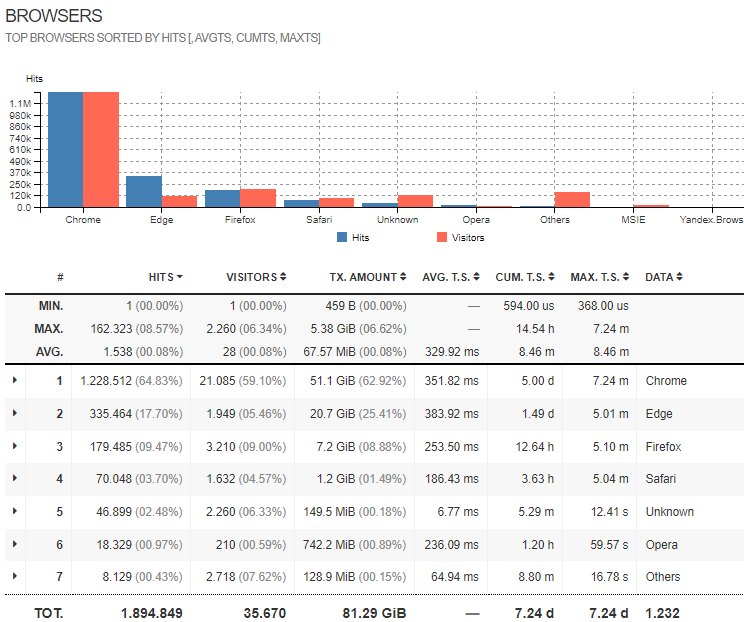 BROWSERS
TOP BROWSERS SORTED BY HITS [, AVGTS, CUMTS, MAXTS]
Hits
1.1M
980k
860k
740k
610k
490k
370k
250k
120k
0.0
Chrome Edge Firefox Safari Unknown Opera Others MSIE Yandex.Brows
Hits Visitors
# HITS VISITORS TX. AMOUNT AVG. T.S. CUM. T.S. MAX. T.S. DATA
MIN. 1 (00.00%) 1 (00.00%) 459 B (00.00%) — 594.00 us 368.00 us
MAX. 162.323 (08.57%) 2.260 (06.34%) 5.38 GiB (06.62%) — 14.54 h 7.24 m
AVG. 1.538 (00.08%) 28 (00.08%) 67.57 MiB (00.08%) 329.92 ms 8.46 m 8.46 m
1 1.228.512 (64.83%) 21.085 (59.10%) 51.1 GiB (62.92%) 351.82 ms 5.00 d 7.24 m Chrome
2 335.464 (17.70%) 1.949 (05.46%) 20.7 GiB (25.41%) 383.92 ms 1.49 d 5.01 m Edge
3 179.485 (09.47%) 3.210 (09.00%) 7.2 GiB (08.88%) 253.50 ms 12.64 h 5.10 m Firefox
4 70.048 (03.70%) 1.632 (04.57%) 1.2 GiB (01.49%) 186.43 ms 3.63 h 5.04 m Safari
5 46.899 (02.48%) 2.260 (06.33%) 149.5 MiB (00.18%) 6.77 ms 5.29 m 12.41 s Unknown
6 18.329 (00.97%) 210 (00.59%) 742.2 MiB (00.89%) 236.09 ms 1.20 h 59.57 s Opera
7 8.129 (00.43%) 2.718 (07.62%) 128.9 MiB (00.15%) 64.94 ms 8.80 m 16.78 s Others
TOT. 1.894.849 35.670 81.29 GiB — 7.24 d 7.24 d 1.232